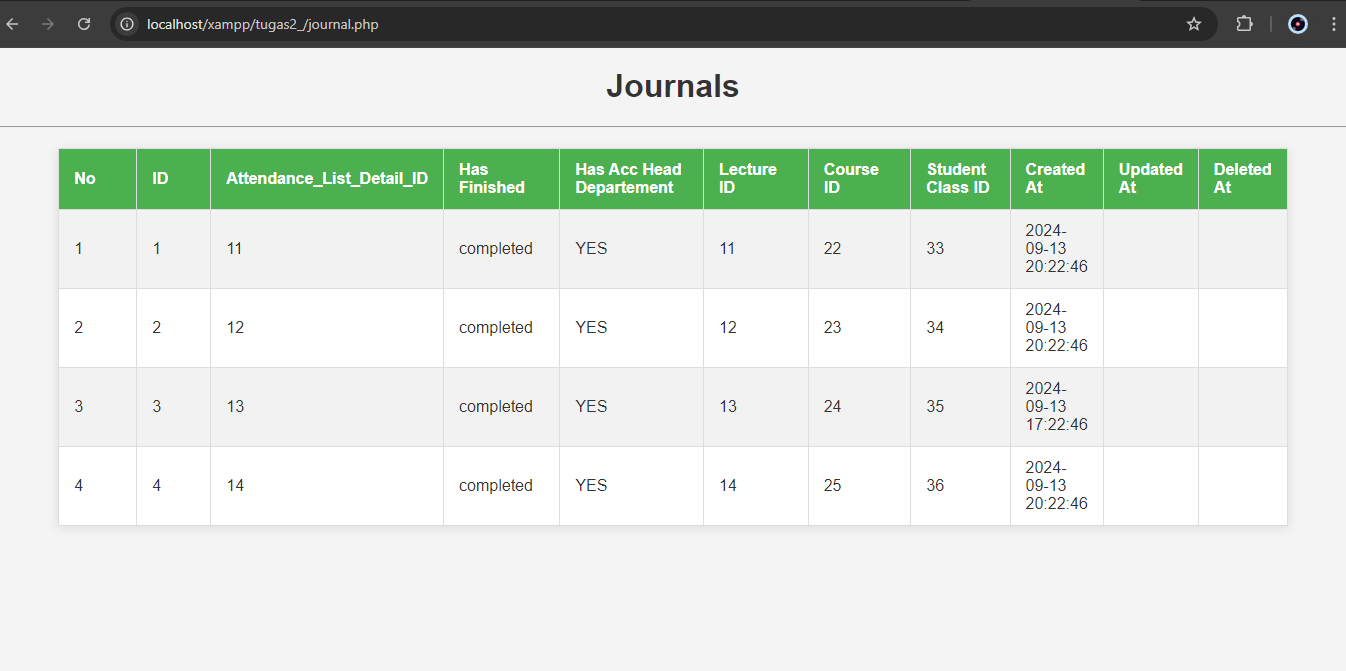 localhost/xampp/tugas2_/journal.php
Journals
No ID Attendance_List_Detail_ID Has Finished Has Acc Head Departement Lecture ID Course ID Student Class ID Created At Updated At Deleted At
1 1 11 completed YES 11 22 33 2024-09-13 20:22:46
2 2 12 completed YES 12 23 34 2024-09-13 20:22:46
3 3 13 completed YES 13 24 35 2024-09-13 17:22:46
4 4 14 completed YES 14 25 36 2024-09-13 20:22:46